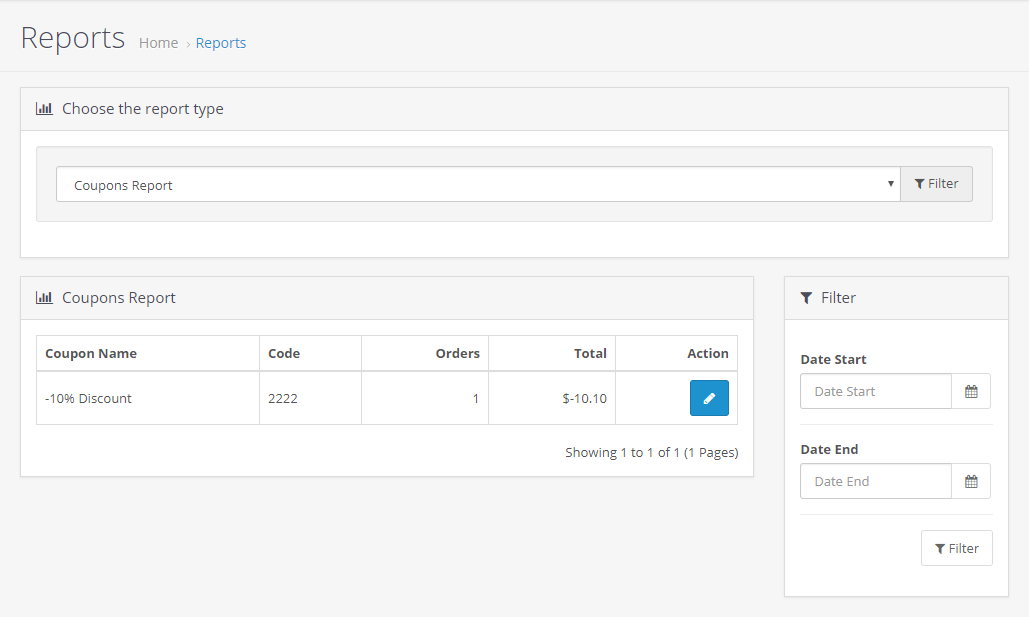 Reports Home › Reports
Choose the report type
Coupons Report Filter
Coupons Report
Coupon Name Code Orders Total Action
-10% Discount 2222 1 $-10.10
Showing 1 to 1 of 1 (1 Pages)
Filter
Date Start
Date Start
Date End
Date End
Filter